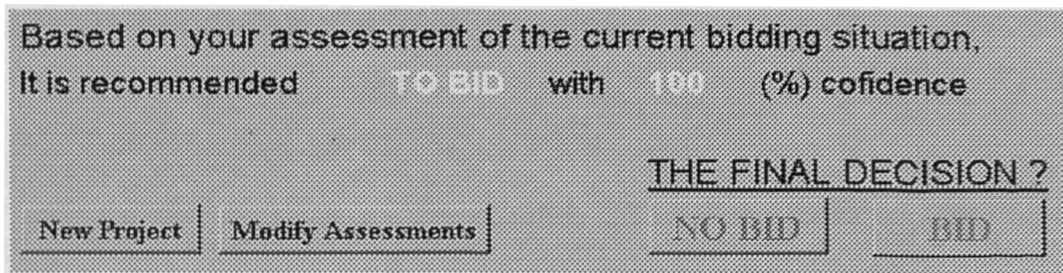 Based on your assessment of the current bidding situation,
It is recommended TO BID with 100 (%) cofidence
THE FINAL DECISION ?
New Project Modify Assessments NO BID BID